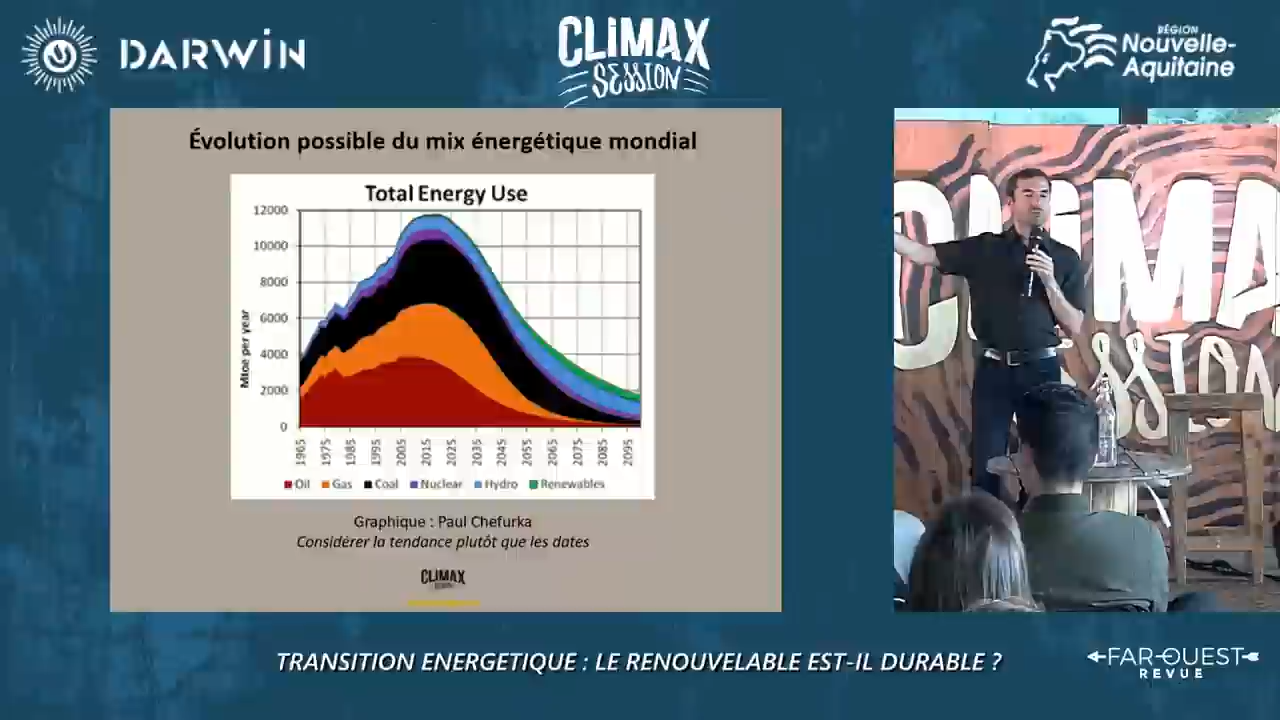 DARWIN
CLIMAX
SESSION
RÉGION
Nouvelle-
Aquitaine
Évolution possible du mix énergétique mondial
Total Energy Use
12000
10000
8000
6000
4000
2000
0
Mtoe per year
1965 1975 1985 1995 2005 2015 2025 2035 2045 2055 2065 2075 2085 2095
Oil Gas Coal Nuclear Hydro Renewables
Graphique : Paul Chefurka
Considérer la tendance plutôt que les dates
CLIMAX
CLIMA
SSION
TRANSITION ENERGETIQUE : LE RENOUVELABLE EST-IL DURABLE ?
FAR OUEST
REVUE